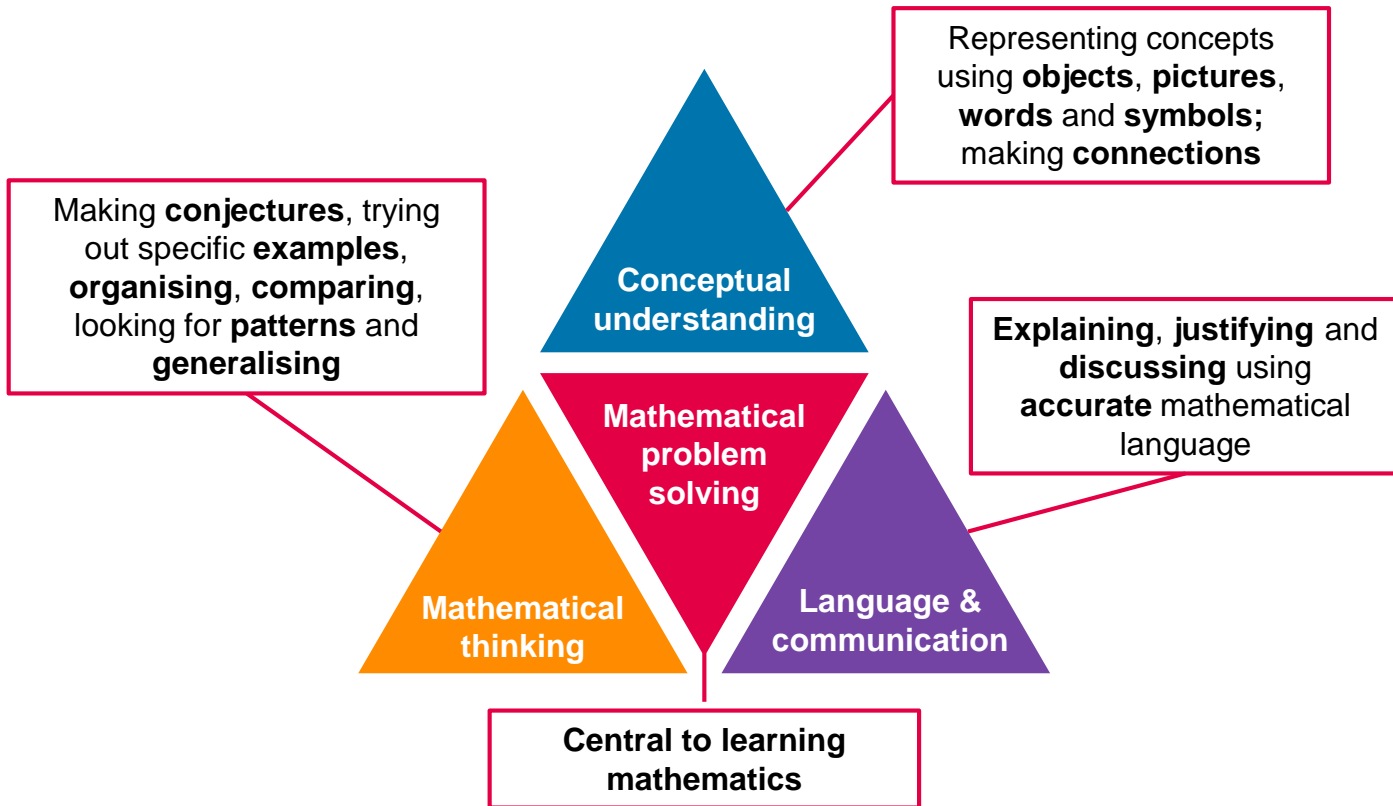 Representing concepts
using objects, pictures,
words and symbols;
making connections
Making conjectures, trying
out specific examples,
organising, comparing,
looking for patterns and
generalising
Conceptual
understanding
Explaining, justifying and
discussing using
accurate mathematical
language
Mathematical
problem
solving
Mathematical
thinking
Language &
communication
Central to learning
mathematics